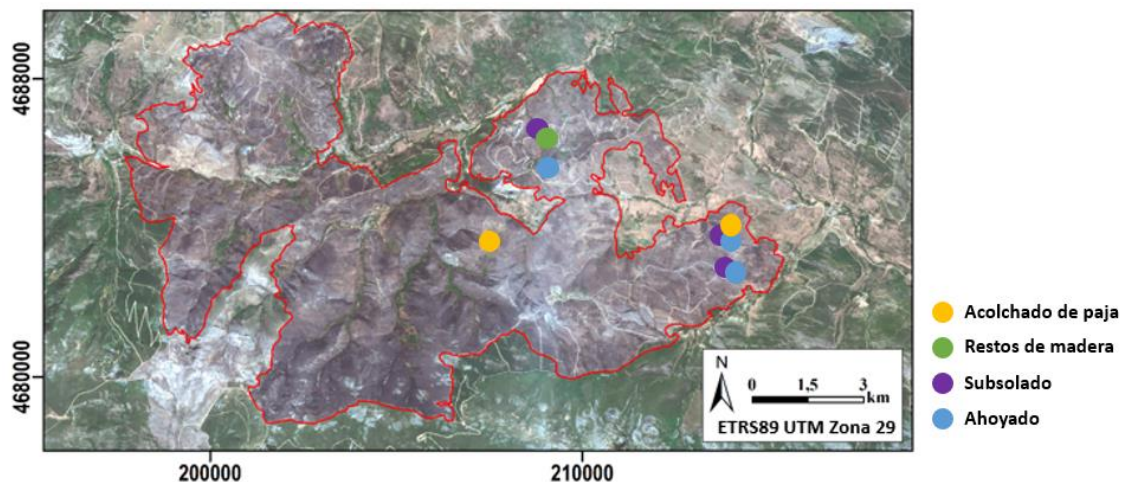 4688000
4680000
200000
210000
N
0 1,5 3
km
ETRS89 UTM Zona 29
Acolchado de paja
Restos de madera
Subsolado
Ahoyado